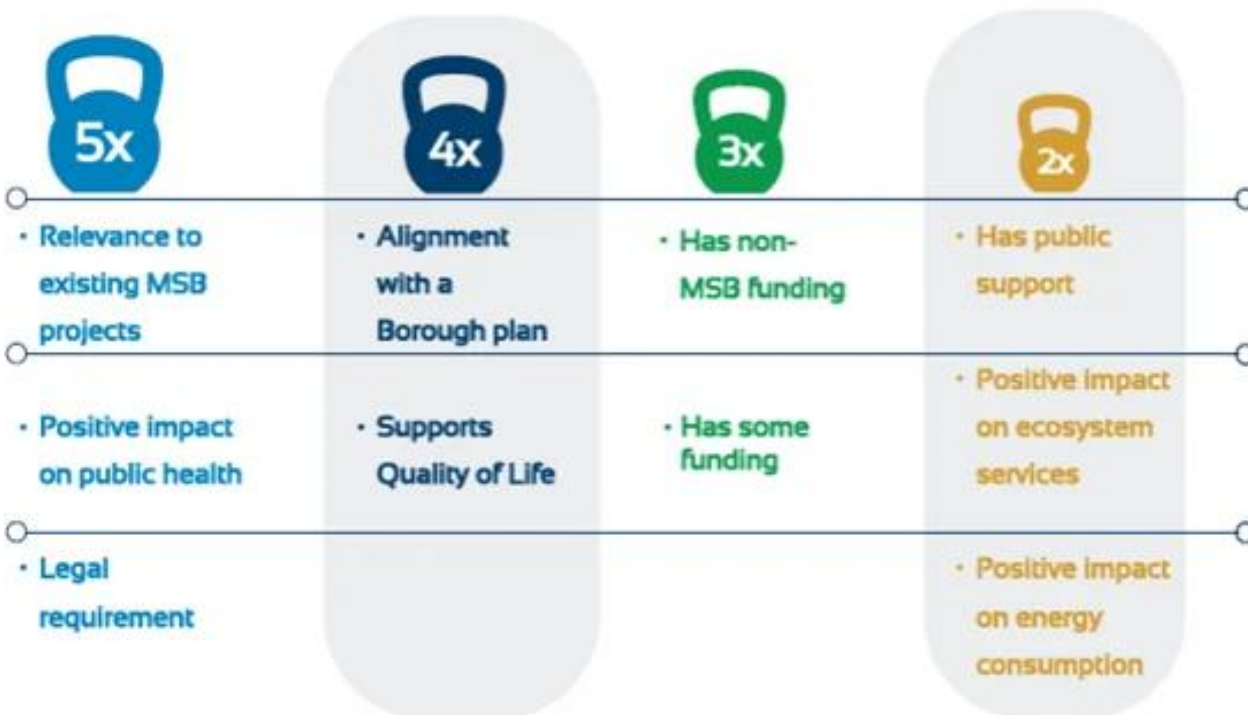 5x
4x
3x
2x
· Relevance to
existing MSB
projects
· Alignment
with a
Borough plan
· Has non-
MSB funding
· Has public
support
· Positive impact
on public health
· Supports
Quality of Life
· Has some
funding
· Positive impact
on ecosystem
services
· Legal
requirement
· Positive impact
on energy
consumption